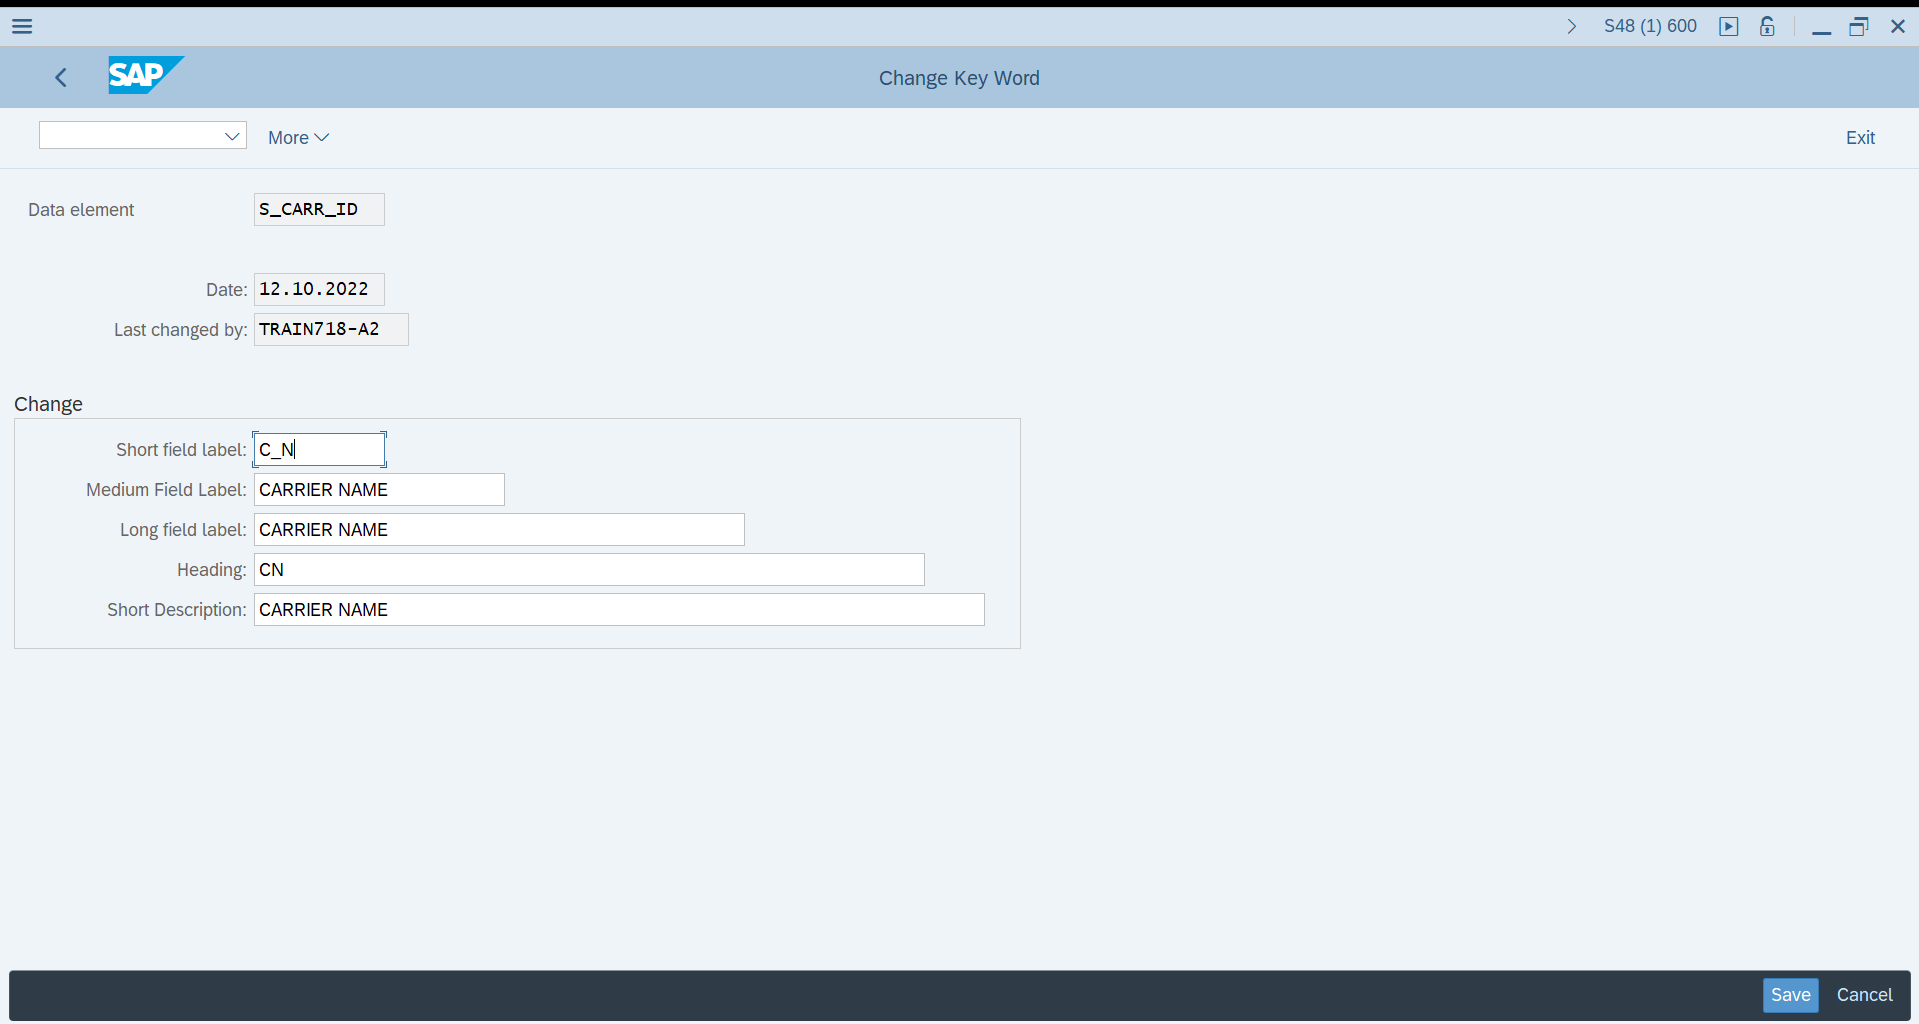 S48 (1) 600
SAP
Change Key Word
More
Exit
Data element S_CARR_ID
Date: 12.10.2022
Last changed by: TRAIN718-A2
Change
Short field label: C_N
Medium Field Label: CARRIER NAME
Long field label: CARRIER NAME
Heading: CN
Short Description: CARRIER NAME
Save Cancel